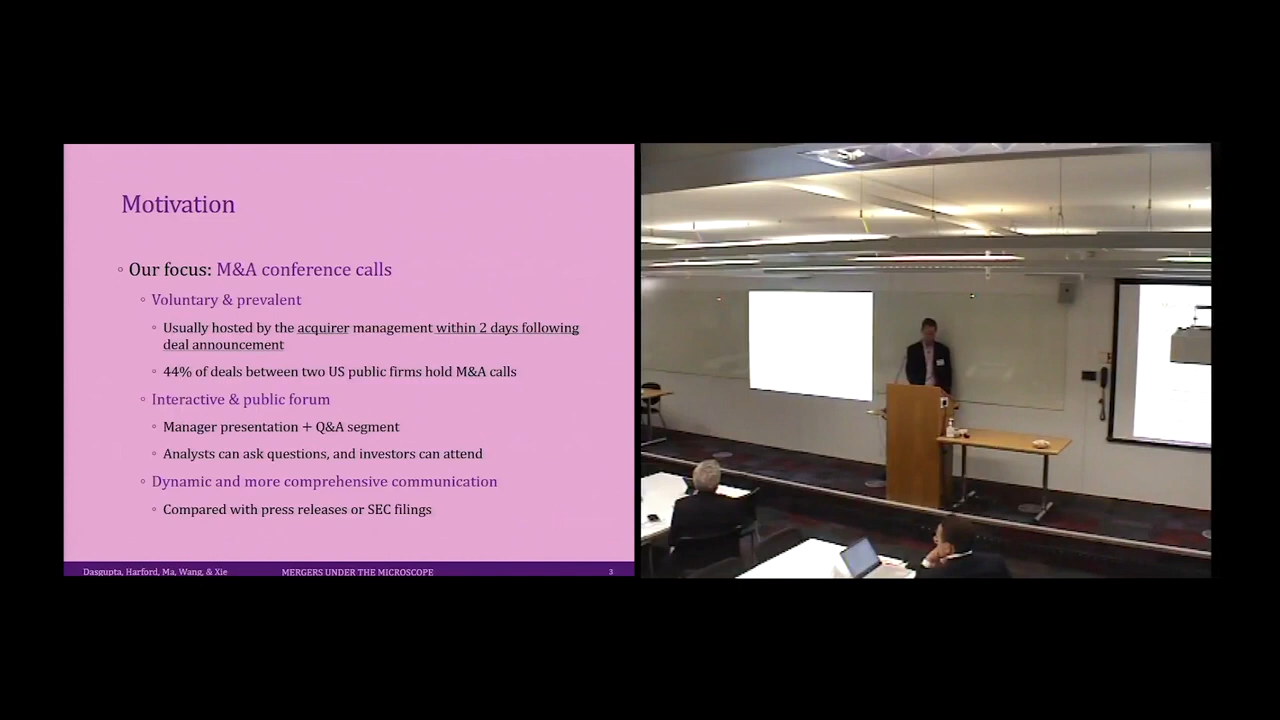 Motivation
◦ Our focus: M&A conference calls
◦ Voluntary & prevalent
◦ Usually hosted by the acquirer management within 2 days following
deal announcement
◦ 44% of deals between two US public firms hold M&A calls
◦ Interactive & public forum
◦ Manager presentation + Q&A segment
◦ Analysts can ask questions, and investors can attend
◦ Dynamic and more comprehensive communication
◦ Compared with press releases or SEC filings
Dasgupta, Harford, Ma, Wang, & Xie
MERGERS UNDER THE MICROSCOPE
3